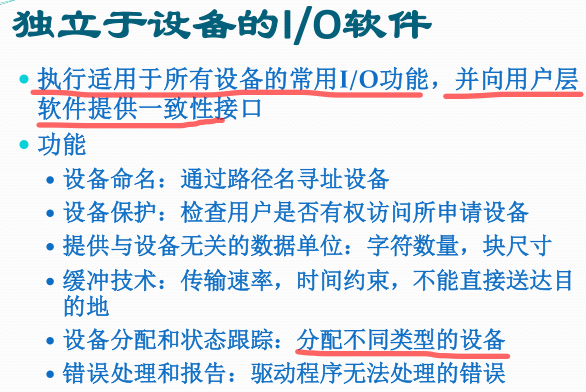 独立于设备的I/O软件
执行适用于所有设备的常用I/O功能，并向用户层
软件提供一致性接口
功能
设备命名：通过路径名寻址设备
设备保护：检查用户是否有权访问所申请设备
提供与设备无关的数据单位：字符数量，块尺寸
缓冲技术：传输速率，时间约束，不能直接送达目
的地
设备分配和状态跟踪：分配不同类型的设备
错误处理和报告：驱动程序无法处理的错误